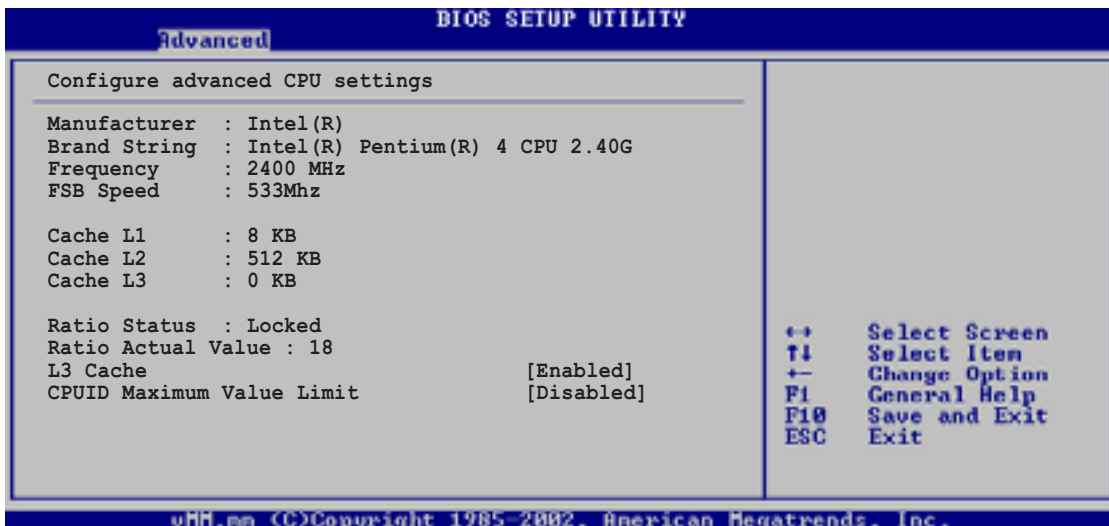 BIOS SETUP UTILITY
Advanced
Configure advanced CPU settings
Manufacturer : Intel(R)
Brand String : Intel(R) Pentium(R) 4 CPU 2.40G
Frequency : 2400 MHz
FSB Speed : 533Mhz
Cache L1 : 8 KB
Cache L2 : 512 KB
Cache L3 : 0 KB
Ratio Status : Locked
Ratio Actual Value : 18
L3 Cache [Enabled]
CPUID Maximum Value Limit [Disabled]
↔ Select Screen
↑↓ Select Item
+- Change Option
F1 General Help
F10 Save and Exit
ESC Exit
vMM.mm (C)Copyright 1985-2002, American Megatrends, Inc.